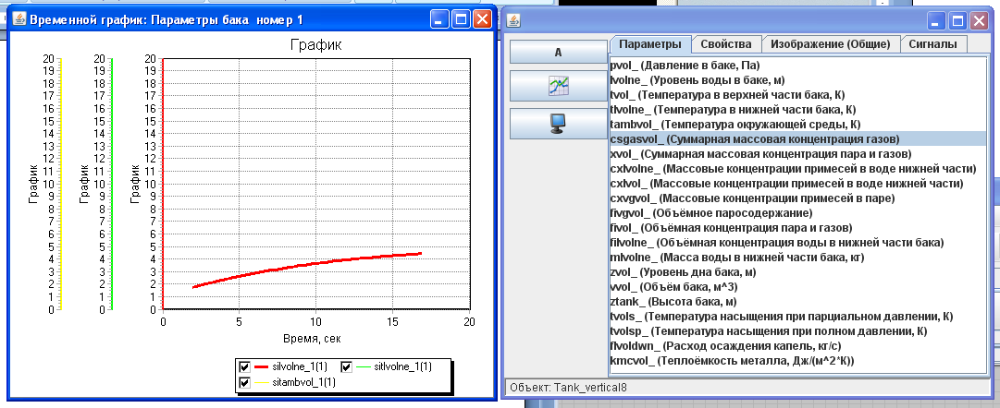 Временной график: Параметры бака номер 1
График
20
19
18
17
16
15
14
13
12
11
10
9
8
7
6
5
4
3
2
1
0
График
20
19
18
17
16
15
14
13
12
11
10
9
8
7
6
5
4
3
2
1
0
График
20
19
18
17
16
15
14
13
12
11
10
9
8
7
6
5
4
3
2
1
0
График
0 5 10 15 20
Время, сек
silvolne_1(1) sitlvolne_1(1)
sitambvol_1(1)
A
Параметры Свойства Изображение (Общие) Сигналы
pvol_ (Давление в баке, Па)
lvolne_ (Уровень воды в баке, м)
tvol_ (Температура в верхней части бака, К)
tlvolne_ (Температура в нижней части бака, К)
tambvol_ (Температура окружающей среды, К)
csgasvol_ (Суммарная массовая концентрация газов)
xvol_ (Суммарная массовая концентрация пара и газов)
cxlvolne_ (Массовые концентрации примесей в воде нижней части)
cxlvol_ (Массовые концентрации примесей в воде нижней части)
cxvgvol_ (Массовые концентрации примесей в паре)
fivgvol_ (Объёмное паросодержание)
fivol_ (Объёмная концентрация пара и газов)
filvolne_ (Объёмная концентрация воды в нижней части бака)
mlvolne_ (Масса воды в нижней части бака, кг)
zvol_ (Уровень дна бака, м)
vvol_ (Объём бака, м^3)
ztank_ (Высота бака, м)
tvols_ (Температура насыщения при парциальном давлении, К)
tvolsp_ (Температура насыщения при полном давлении, К)
flvoldwn_ (Расход осаждения капель, кг/с)
kmcvol_ (Теплоёмкость металла, Дж/(м^2*К))
Объект: Tank_vertical8